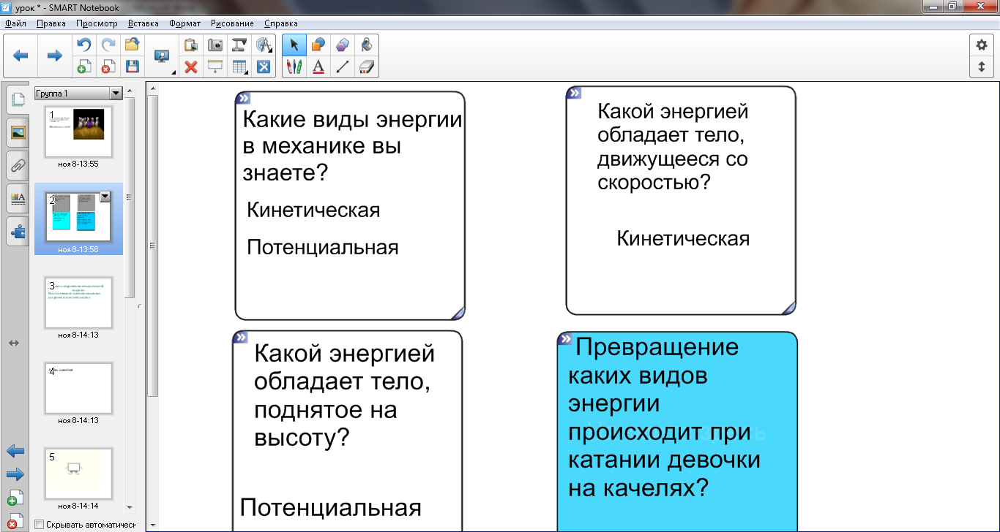 урок * - SMART Notebook
Файл Правка Просмотр Вставка Формат Рисование Справка
Группа 1
1
ноя 8-13:55
2
ноя 8-13:58
3
ноя 8-14:13
4
ноя 8-14:13
5
ноя 8-14:14
Скрывать автоматическ
Какие виды энергии
в механике вы
знаете?
Кинетическая
Потенциальная
Какой энергией
обладает тело,
движущееся со
скоростью?
Кинетическая
Какой энергией
обладает тело,
поднятое на
высоту?
Потенциальная
Превращение
каких видов
энергии
происходит при
катании девочки
на качелях?